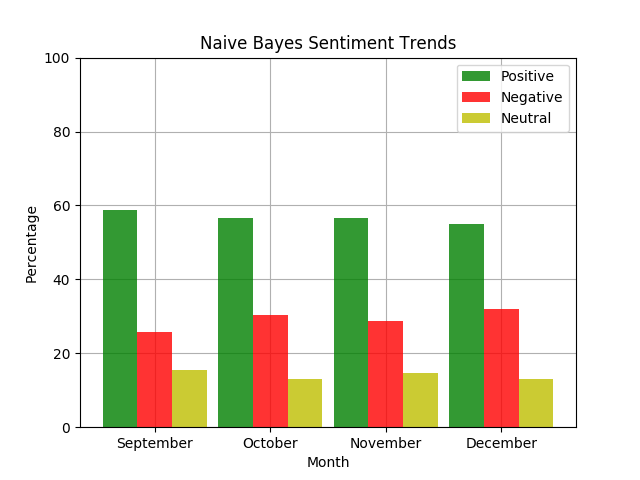 Naive Bayes Sentiment Trends
100
80
60
40
20
0
Percentage
Positive
Negative
Neutral
September
October
November
December
Month